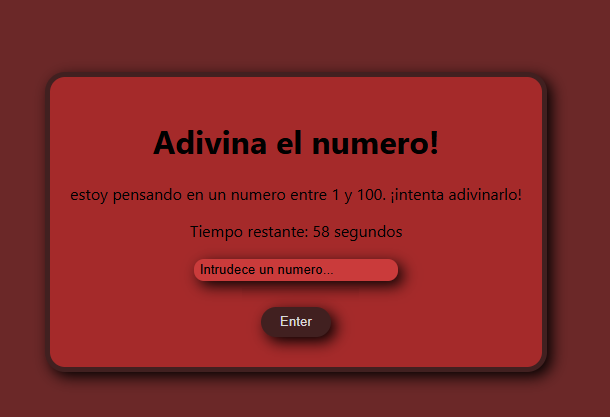 Adivina el numero!
estoy pensando en un numero entre 1 y 100. ¡intenta adivinarlo!
Tiempo restante: 58 segundos
Intrudece un numero...
Enter